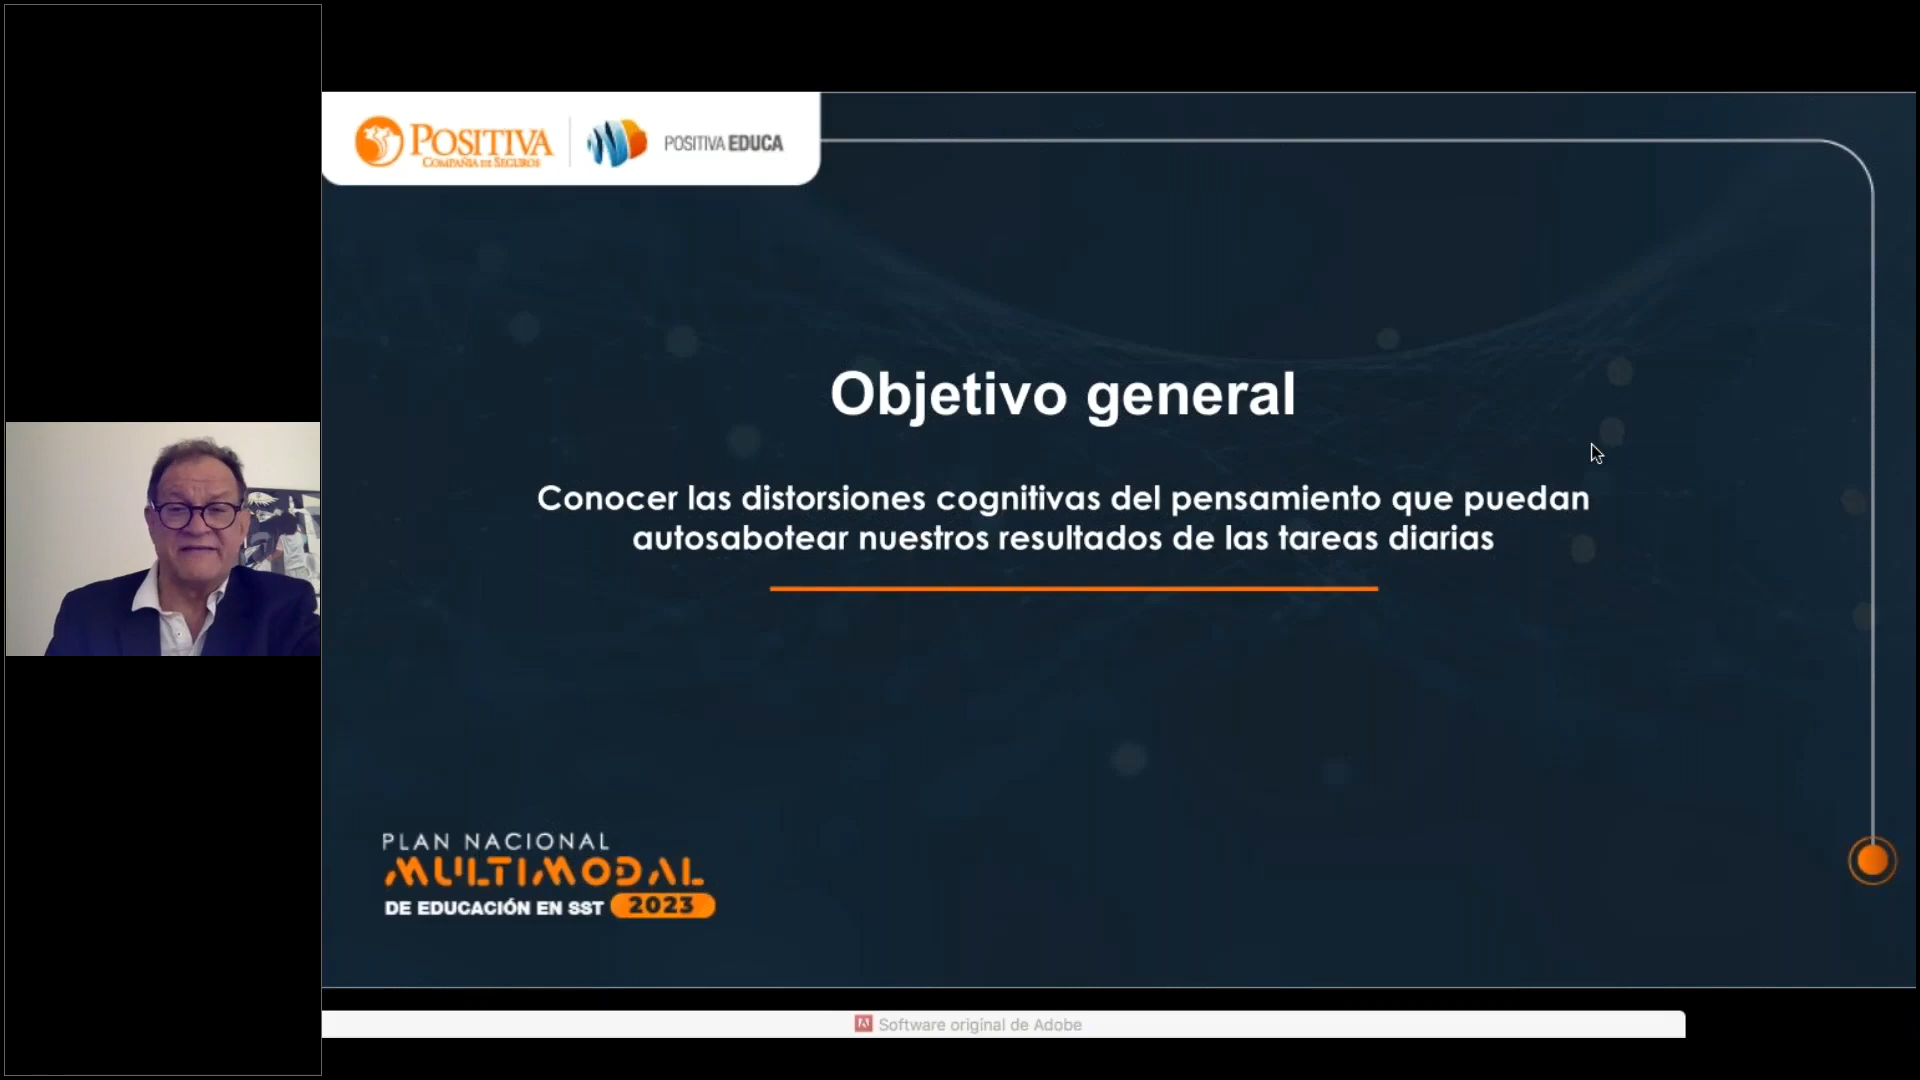 POSITIVA
COMPAÑIA DE SEGUROS
POSITIVA EDUCA
Objetivo general
Conocer las distorsiones cognitivas del pensamiento que puedan
autosabotear nuestros resultados de las tareas diarias
PLAN NACIONAL
MULTIMODAL
DE EDUCACIÓN EN SST 2023
Software original de Adobe